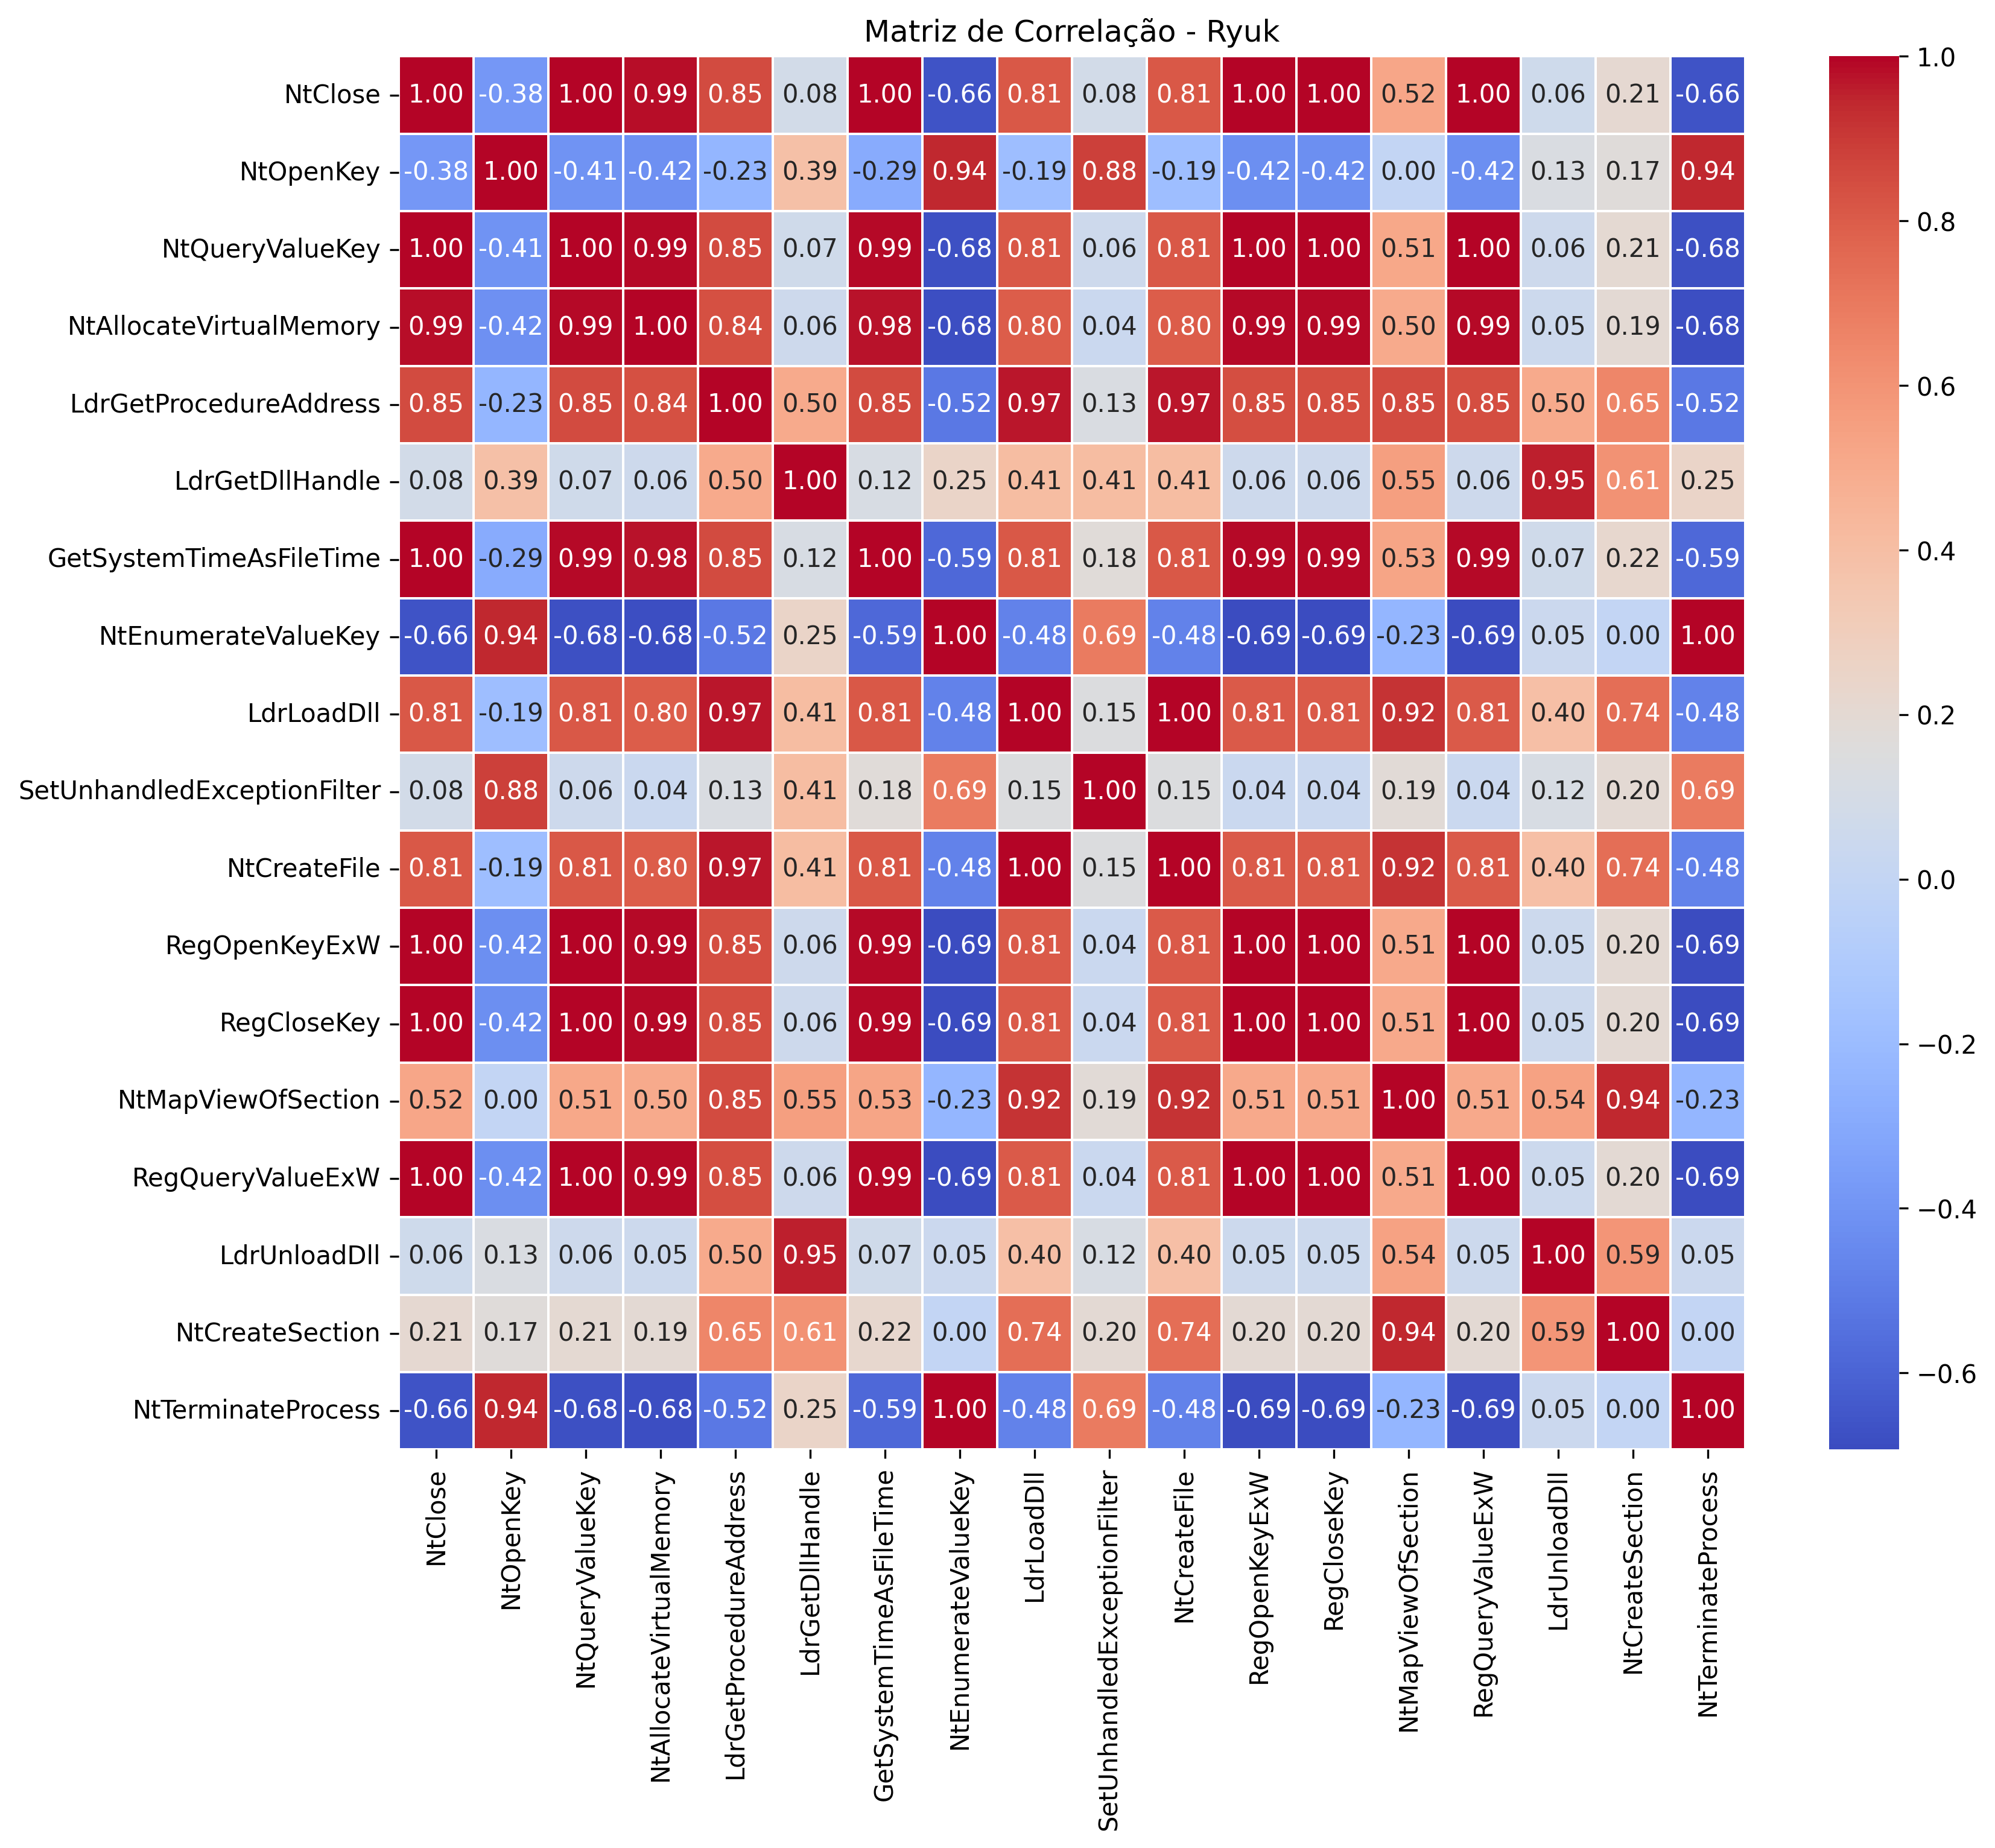 Matriz de Correlação - Ryuk
NtClose 1.00 -0.38 1.00 0.99 0.85 0.08 1.00 -0.66 0.81 0.08 0.81 1.00 1.00 0.52 1.00 0.06 0.21 -0.66
NtOpenKey -0.38 1.00 -0.41 -0.42 -0.23 0.39 -0.29 0.94 -0.19 0.88 -0.19 -0.42 -0.42 0.00 -0.42 0.13 0.17 0.94
NtQueryValueKey 1.00 -0.41 1.00 0.99 0.85 0.07 0.99 -0.68 0.81 0.06 0.81 1.00 1.00 0.51 1.00 0.06 0.21 -0.68
NtAllocateVirtualMemory 0.99 -0.42 0.99 1.00 0.84 0.06 0.98 -0.68 0.80 0.04 0.80 0.99 0.99 0.50 0.99 0.05 0.19 -0.68
LdrGetProcedureAddress 0.85 -0.23 0.85 0.84 1.00 0.50 0.85 -0.52 0.97 0.13 0.97 0.85 0.85 0.85 0.85 0.50 0.65 -0.52
LdrGetDllHandle 0.08 0.39 0.07 0.06 0.50 1.00 0.12 0.25 0.41 0.41 0.41 0.06 0.06 0.55 0.06 0.95 0.61 0.25
GetSystemTimeAsFileTime 1.00 -0.29 0.99 0.98 0.85 0.12 1.00 -0.59 0.81 0.18 0.81 0.99 0.99 0.53 0.99 0.07 0.22 -0.59
NtEnumerateValueKey -0.66 0.94 -0.68 -0.68 -0.52 0.25 -0.59 1.00 -0.48 0.69 -0.48 -0.69 -0.69 -0.23 -0.69 0.05 0.00 1.00
LdrLoadDll 0.81 -0.19 0.81 0.80 0.97 0.41 0.81 -0.48 1.00 0.15 1.00 0.81 0.81 0.92 0.81 0.40 0.74 -0.48
SetUnhandledExceptionFilter 0.08 0.88 0.06 0.04 0.13 0.41 0.18 0.69 0.15 1.00 0.15 0.04 0.04 0.19 0.04 0.12 0.20 0.69
NtCreateFile 0.81 -0.19 0.81 0.80 0.97 0.41 0.81 -0.48 1.00 0.15 1.00 0.81 0.81 0.92 0.81 0.40 0.74 -0.48
RegOpenKeyExW 1.00 -0.42 1.00 0.99 0.85 0.06 0.99 -0.69 0.81 0.04 0.81 1.00 1.00 0.51 1.00 0.05 0.20 -0.69
RegCloseKey 1.00 -0.42 1.00 0.99 0.85 0.06 0.99 -0.69 0.81 0.04 0.81 1.00 1.00 0.51 1.00 0.05 0.20 -0.69
NtMapViewOfSection 0.52 0.00 0.51 0.50 0.85 0.55 0.53 -0.23 0.92 0.19 0.92 0.51 0.51 1.00 0.51 0.54 0.94 -0.23
RegQueryValueExW 1.00 -0.42 1.00 0.99 0.85 0.06 0.99 -0.69 0.81 0.04 0.81 1.00 1.00 0.51 1.00 0.05 0.20 -0.69
LdrUnloadDll 0.06 0.13 0.06 0.05 0.50 0.95 0.07 0.05 0.40 0.12 0.40 0.05 0.05 0.54 0.05 1.00 0.59 0.05
NtCreateSection 0.21 0.17 0.21 0.19 0.65 0.61 0.22 0.00 0.74 0.20 0.74 0.20 0.20 0.94 0.20 0.59 1.00 0.00
NtTerminateProcess -0.66 0.94 -0.68 -0.68 -0.52 0.25 -0.59 1.00 -0.48 0.69 -0.48 -0.69 -0.69 -0.23 -0.69 0.05 0.00 1.00
NtClose
NtOpenKey
NtQueryValueKey
NtAllocateVirtualMemory
LdrGetProcedureAddress
LdrGetDllHandle
GetSystemTimeAsFileTime
NtEnumerateValueKey
LdrLoadDll
SetUnhandledExceptionFilter
NtCreateFile
RegOpenKeyExW
RegCloseKey
NtMapViewOfSection
RegQueryValueExW
LdrUnloadDll
NtCreateSection
NtTerminateProcess
1.0
0.8
0.6
0.4
0.2
0.0
−0.2
−0.4
−0.6